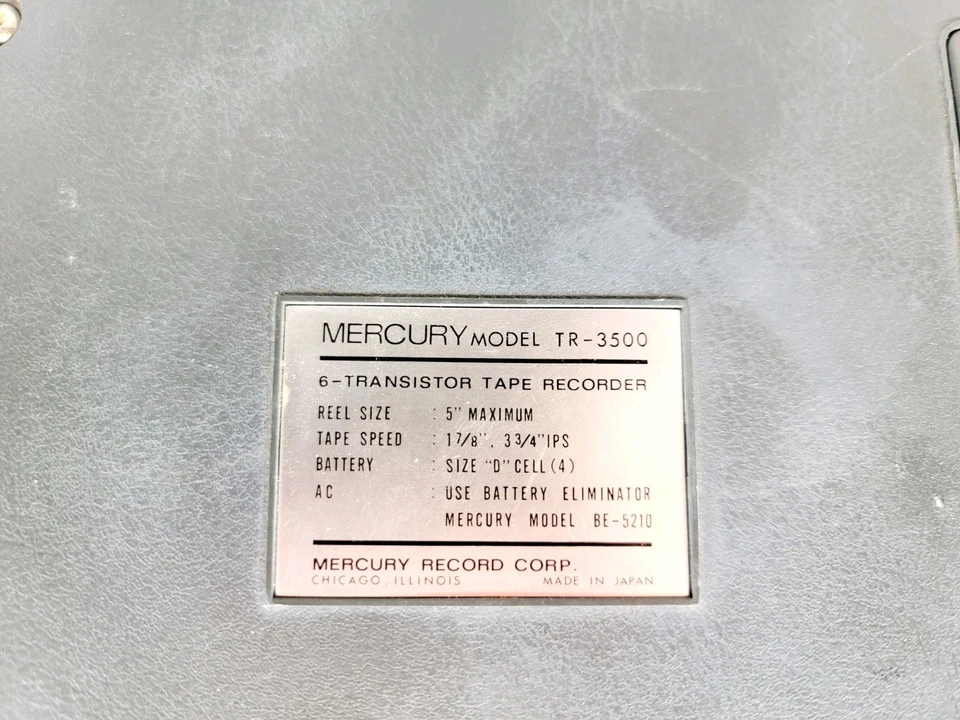 MERCURY MODEL TR-3500
6-TRANSISTOR TAPE RECORDER
REEL SIZE : 5" MAXIMUM
TAPE SPEED : 1 7/8", 3 3/4" IPS
BATTERY : SIZE "D" CELL (4)
AC : USE BATTERY ELIMINATOR
MERCURY MODEL BE-5210
MERCURY RECORD CORP.
CHICAGO, ILLINOIS MADE IN JAPAN